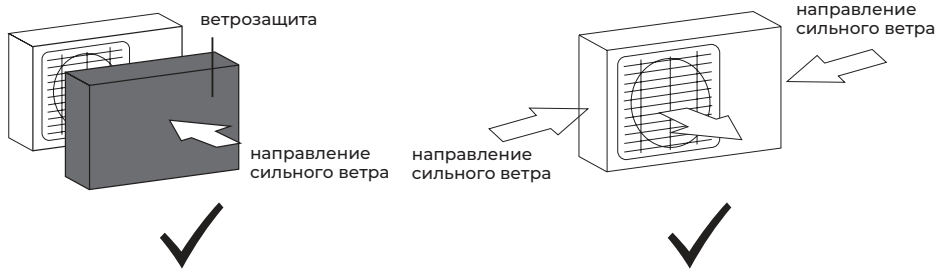 ветрозащита
направление
сильного ветра
направление
сильного ветра
направление
сильного ветра